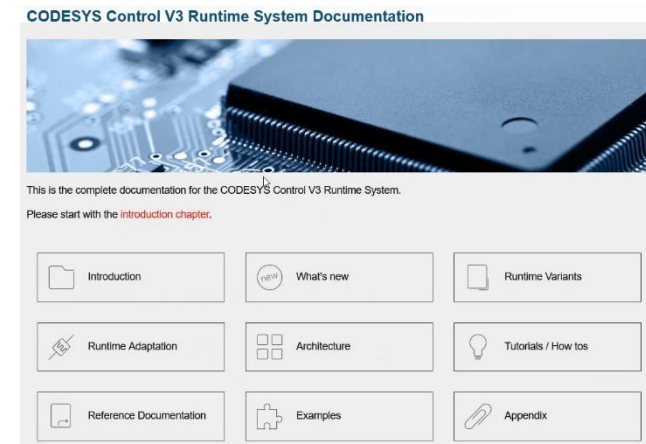 CODESYS Control V3 Runtime System Documentation
This is the complete documentation for the CODESYS Control V3 Runtime System.
Please start with the introduction chapter.
Introduction
new
What's new
Runtime Variants
Runtime Adaptation
Architecture
Tutorials / How tos
Reference Documentation
Examples
Appendix